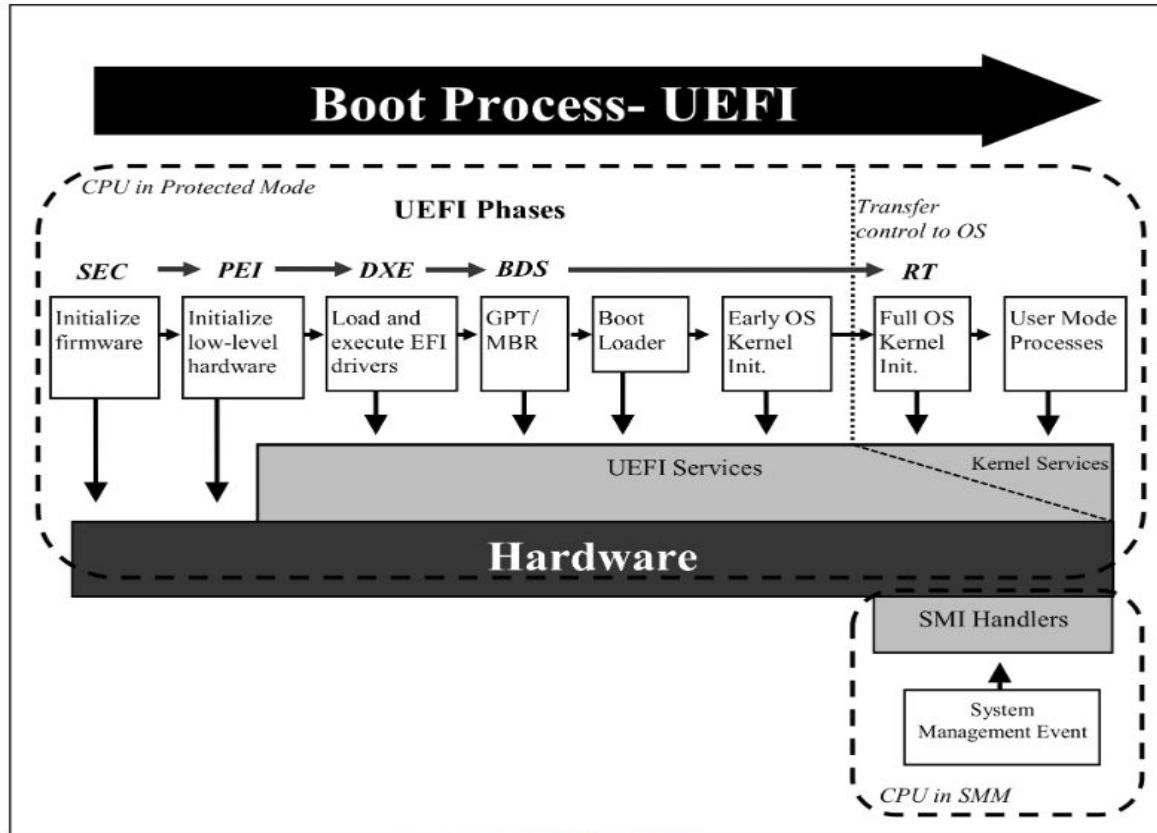 Boot Process- UEFI
CPU in Protected Mode
UEFI Phases
Transfer
control to OS
SEC
PEI
DXE
BDS
RT
Initialize
firmware
Initialize
low-level
hardware
Load and
execute EFI
drivers
GPT/
MBR
Boot
Loader
Early OS
Kernel
Init.
Full OS
Kernel
Init.
User Mode
Processes
UEFI Services
Kernel Services
Hardware
SMI Handlers
System
Management Event
CPU in SMM